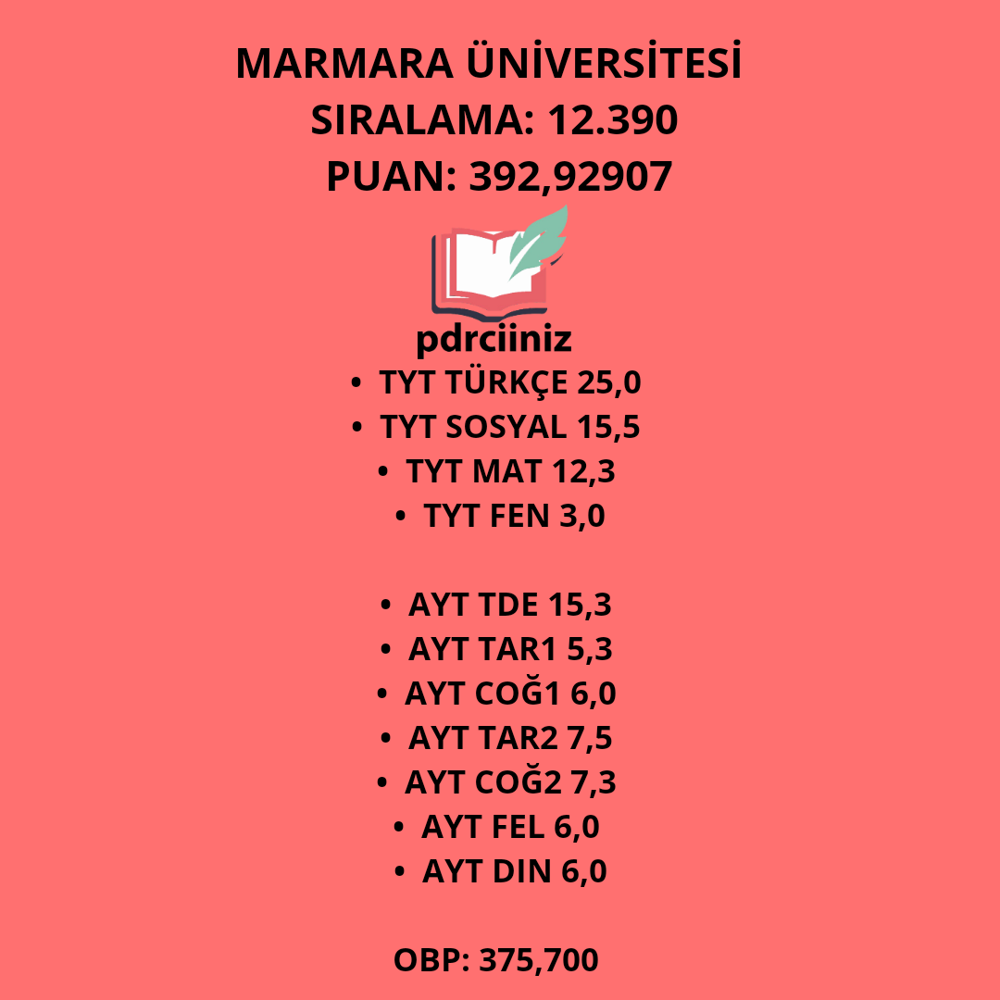 MARMARA ÜNİVERSİTESİ
SIRALAMA: 12.390
PUAN: 392,92907
pdrciiniz
• TYT TÜRKÇE 25,0
• TYT SOSYAL 15,5
• TYT MAT 12,3
• TYT FEN 3,0
• AYT TDE 15,3
• AYT TAR1 5,3
• AYT COĞ1 6,0
• AYT TAR2 7,5
• AYT COĞ2 7,3
• AYT FEL 6,0
• AYT DIN 6,0
OBP: 375,700